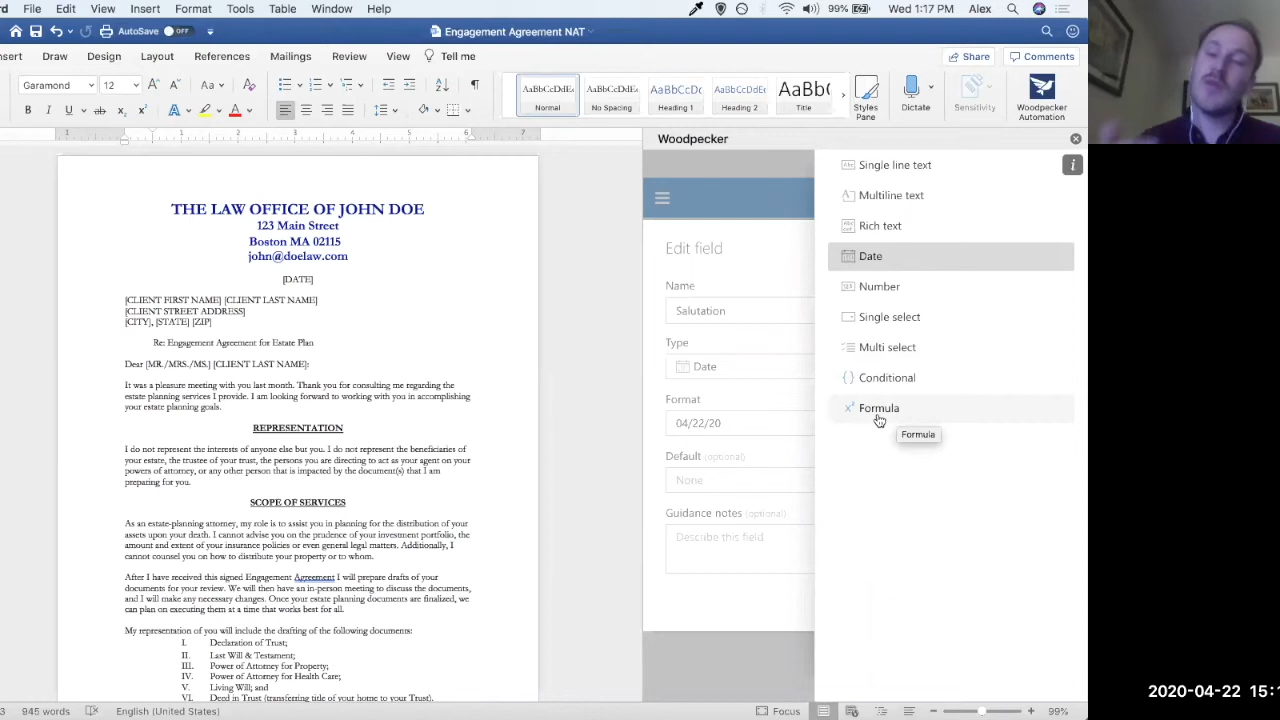 File Edit View Insert Format Tools Table Window Help 99% Wed 1:17 PM Alex
AutoSave OFF Engagement Agreement NAT
Draw Design Layout References Mailings Review View Tell me Share Comments
Garamond 12 Aa
AaBbCcDdEe AaBbCcDdEe AaBbCcDc AaBbCcDdE AaBb(
Normal No Spacing Heading 1 Heading 2 Title
Styles Pane Dictate Sensitivity Woodpecker Automation
1 1 2 3 4 5 6 7
THE LAW OFFICE OF JOHN DOE
123 Main Street
Boston MA 02115
john@doelaw.com
[DATE]
[CLIENT FIRST NAME] [CLIENT LAST NAME]
[CLIENT STREET ADDRESS]
[CITY], [STATE] [ZIP]
Re: Engagement Agreement for Estate Plan
Dear [MR./MRS./MS.] [CLIENT LAST NAME]:
It was a pleasure meeting with you last month. Thank you for consulting me regarding the
estate planning services I provide. I am looking forward to working with you in accomplishing
your estate planning goals.
REPRESENTATION
I do not represent the interests of anyone else but you. I do not represent the beneficiaries of
your estate, the trustee of your trust, the persons you are directing to act as your agent on your
powers of attorney, or any other person that is impacted by the document(s) that I am
preparing for you.
SCOPE OF SERVICES
As an estate-planning attorney, my role is to assist you in planning for the distribution of your
assets upon your death. I cannot advise you on the prudence of your investment portfolio, the
amount and extent of your insurance policies or even general legal matters. Additionally, I
cannot counsel you on how to distribute your property or to whom.
After I have received this signed Engagement Agreement I will prepare drafts of your
documents for your review. We will then have an in-person meeting to discuss the documents,
and I will make any necessary changes. Once your estate planning documents are finalized, we
can plan on executing them at a time that works best for all.
My representation of you will include the drafting of the following documents:
I. Declaration of Trust;
II. Last Will & Testament;
III. Power of Attorney for Property;
IV. Power of Attorney for Health Care;
V. Living Will; and
VI. Deed in Trust (transferring title of your home to your Trust).
Woodpecker
Edit field
Name
Salutation
Type
Date
Format
04/22/20
Default (optional)
None
Guidance notes (optional)
Describe this field
Single line text
Multiline text
Rich text
Date
Number
Single select
Multi select
Conditional
Formula
Formula
945 words English (United States) Focus 99%
2020-04-22 15:1